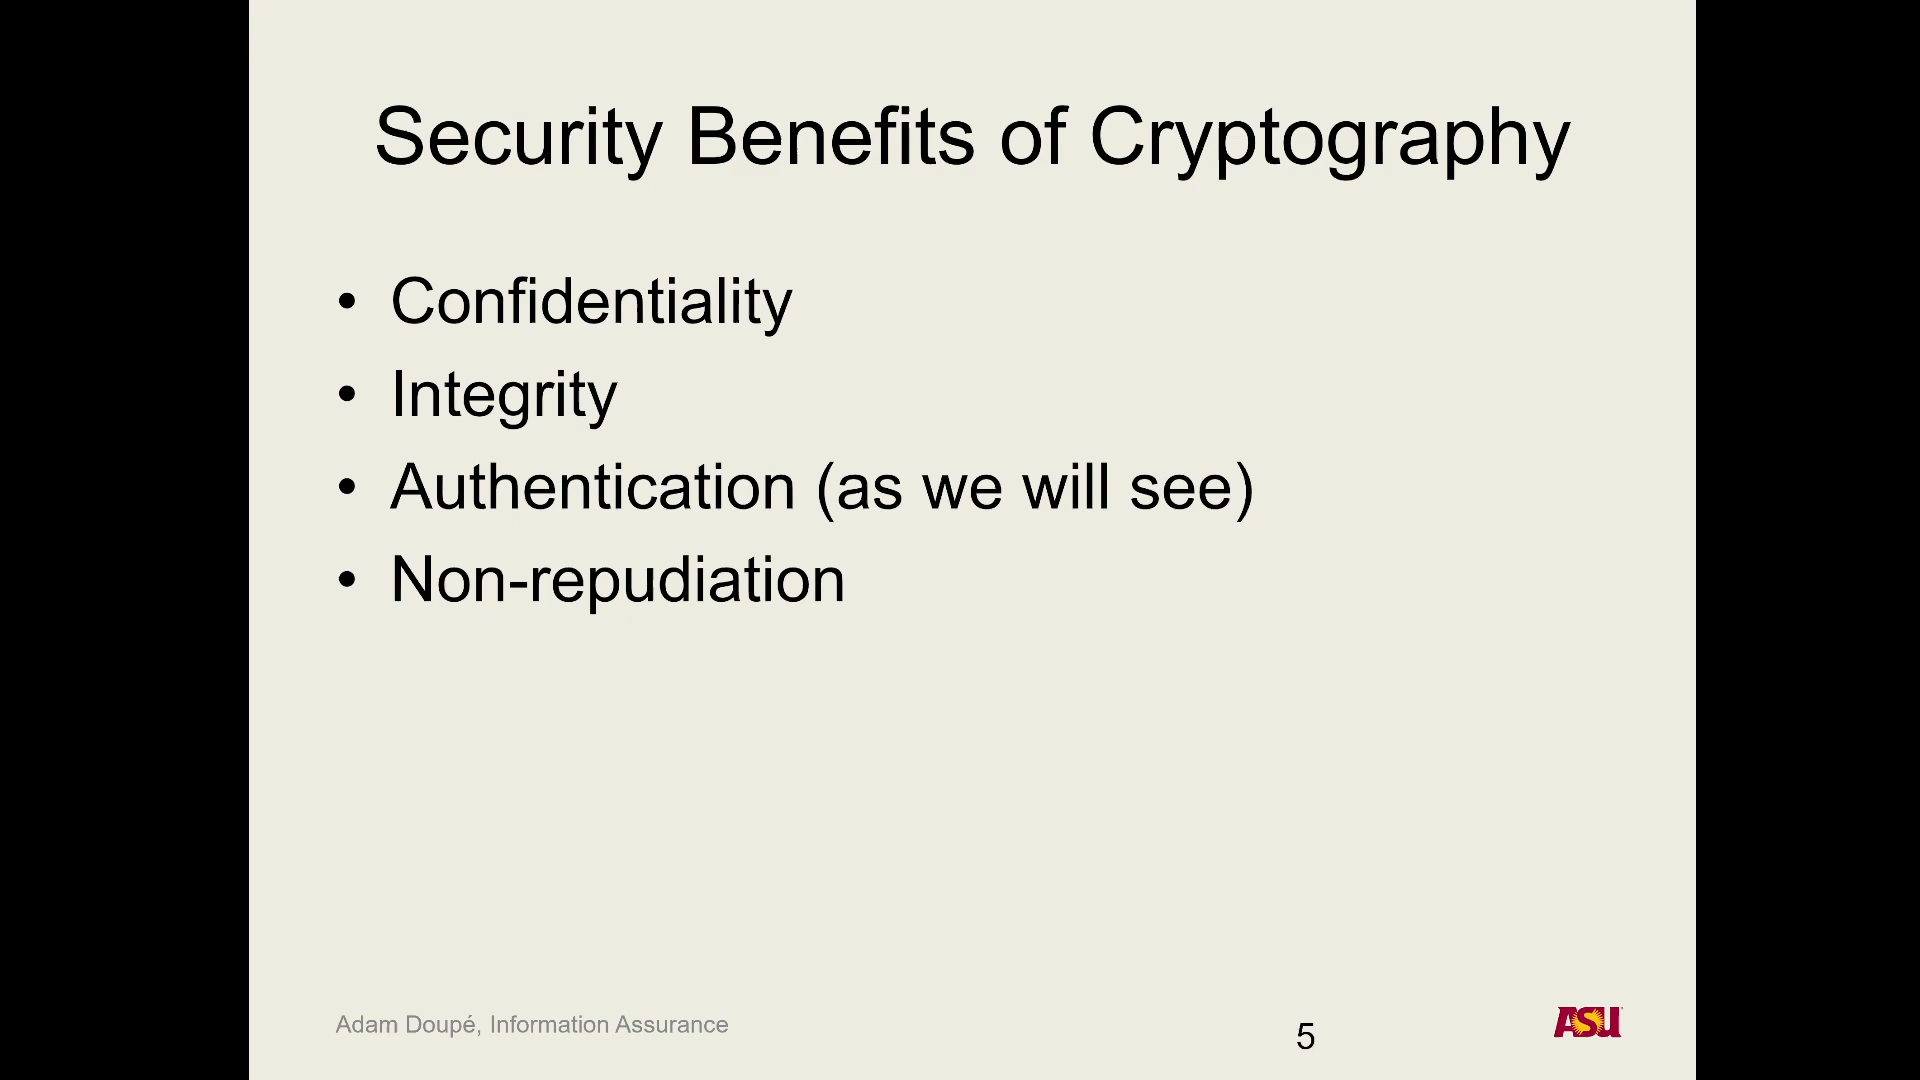 Security Benefits of Cryptography
• Confidentiality
• Integrity
• Authentication (as we will see)
• Non-repudiation
Adam Doupé, Information Assurance
5
ASU